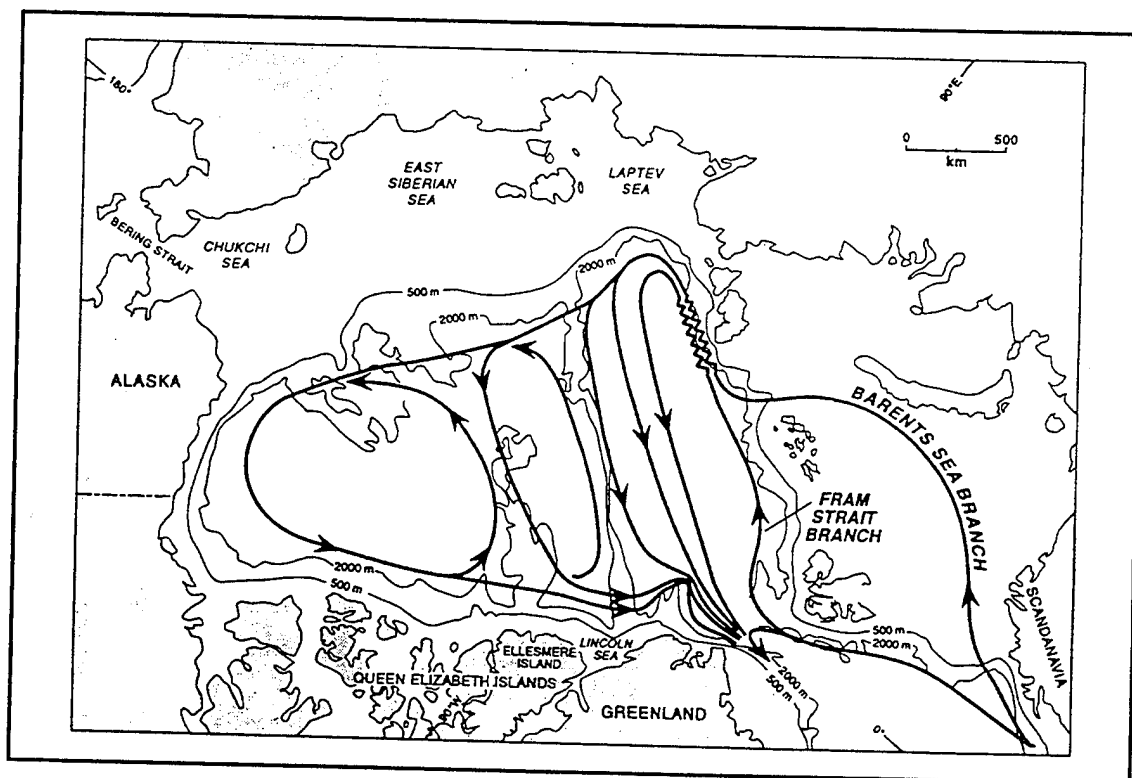 180°
90°E
0 500
km
EAST
SIBERIAN
SEA
LAPTEV
SEA
BERING STRAIT
CHUKCHI
SEA
2000 m
500 m
2000 m
ALASKA
BARENTS SEA BRANCH
FRAM
STRAIT
BRANCH
2000 m
500 m
SCANDANAVIA
500 m
2000 m
ELLESMERE
ISLAND
LINCOLN
SEA
QUEEN ELIZABETH ISLANDS
2000 m
500 m
90°W
GREENLAND
0°